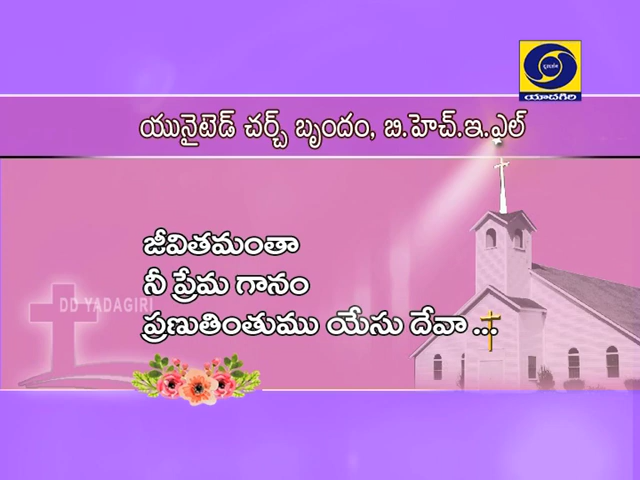 యాదగిరి
యునైటెడ్ చర్చ్ బృందం, బి.హెచ్.ఇ.ఎల్
జీవితమంతా
నీ ప్రేమ గానం
ప్రణుతింతుము యేసు దేవా ...
DD YADAGIRI